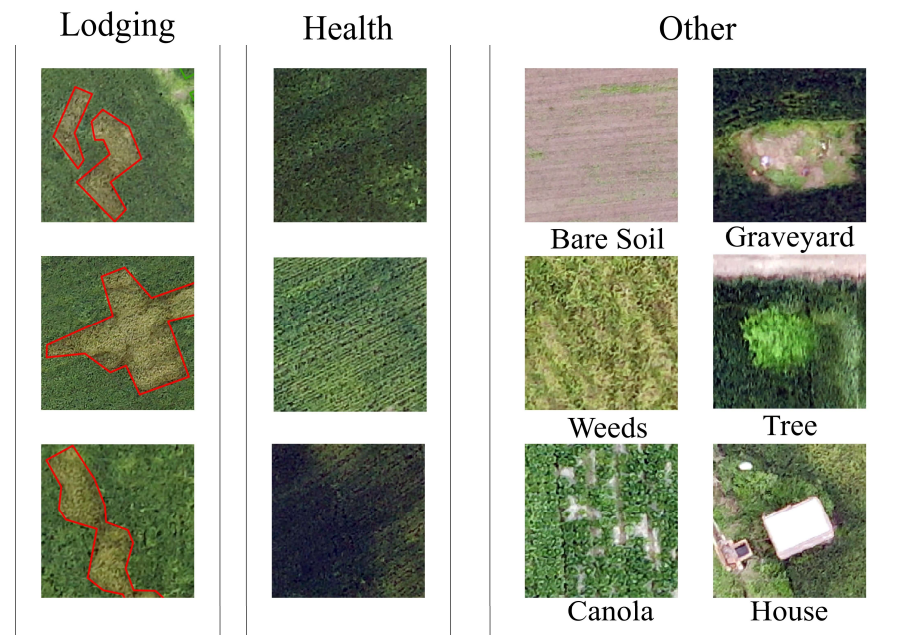 Lodging
Health
Other
Bare Soil
Graveyard
Weeds
Tree
Canola
House